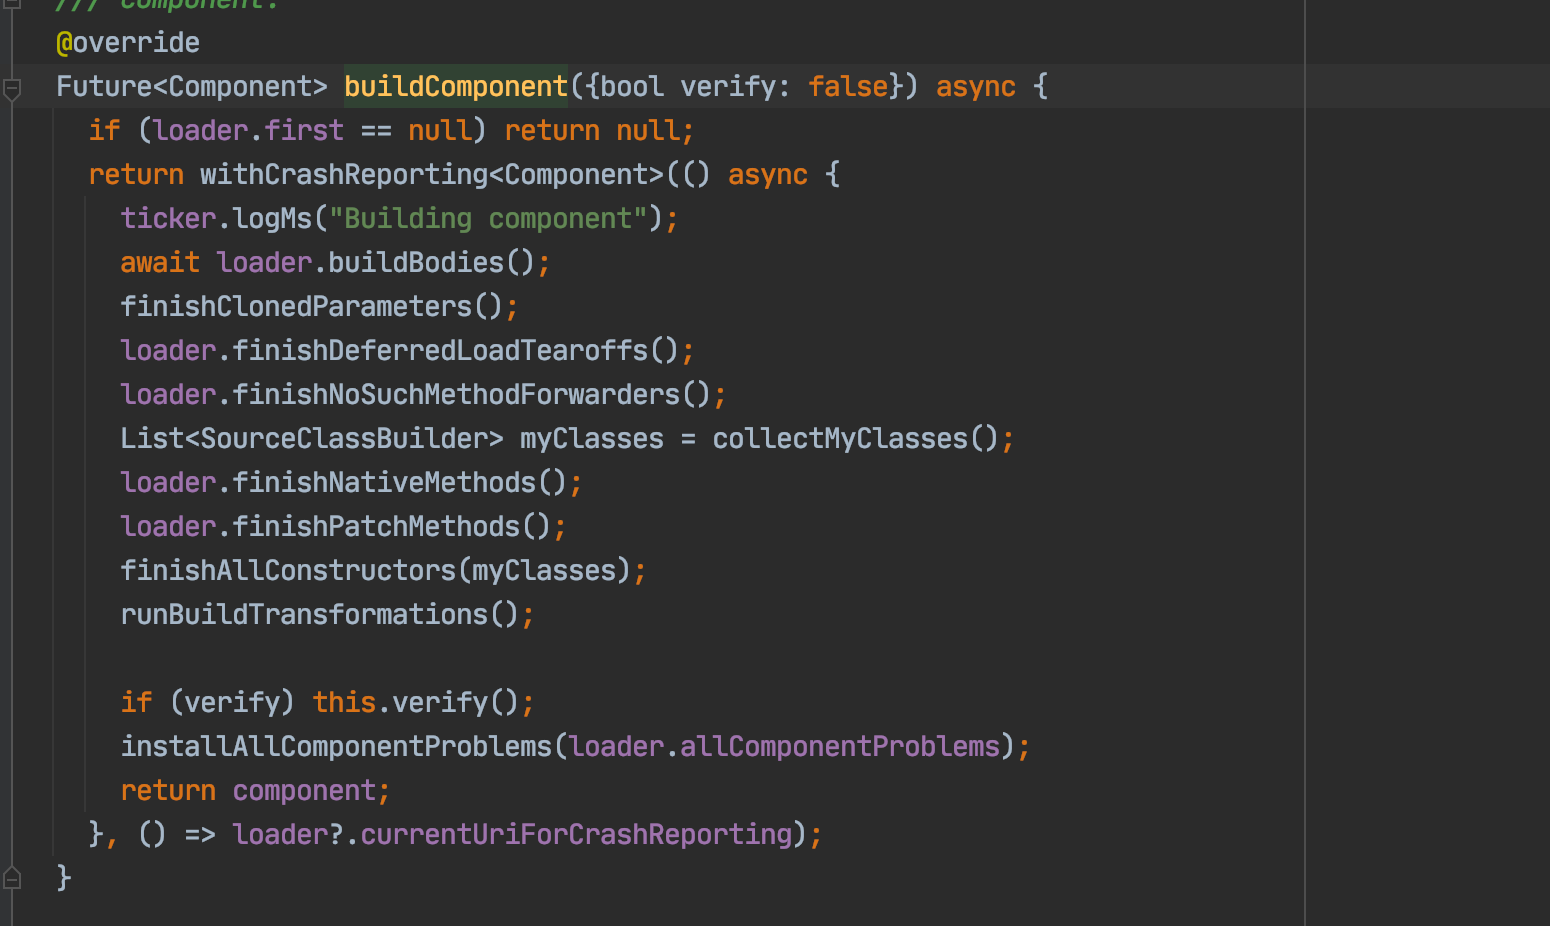 /// component.
@override
Future<Component> buildComponent({bool verify: false}) async {
  if (loader.first == null) return null;
  return withCrashReporting<Component>(() async {
    ticker.logMs("Building component");
    await loader.buildBodies();
    finishClonedParameters();
    loader.finishDeferredLoadTearoffs();
    loader.finishNoSuchMethodForwarders();
    List<SourceClassBuilder> myClasses = collectMyClasses();
    loader.finishNativeMethods();
    loader.finishPatchMethods();
    finishAllConstructors(myClasses);
    runBuildTransformations();

    if (verify) this.verify();
    installAllComponentProblems(loader.allComponentProblems);
    return component;
  }, () => loader?.currentUriForCrashReporting);
}